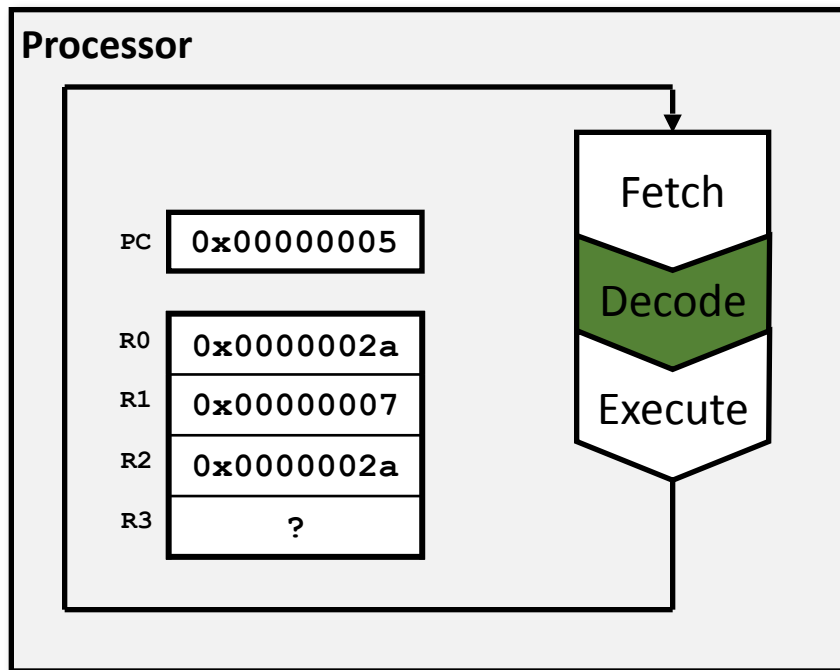 Processor
Fetch
PC 0x00000005
Decode
R0 0x0000002a
R1 0x00000007
Execute
R2 0x0000002a
R3 ?